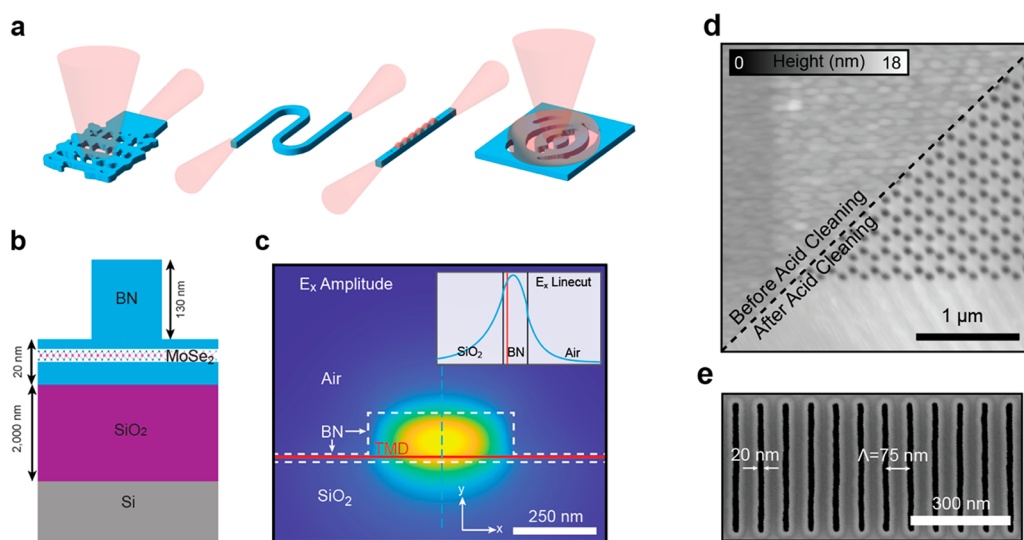 a
b
BN
130 nm
20 nm
MoSe2
2,000 nm
SiO2
Si
c
Ex Amplitude
Ex Linecut
SiO2
BN
Air
Air
BN
TMD
SiO2
y
x
250 nm
d
0
Height (nm)
18
Before Acid Cleaning
After Acid Cleaning
1 μm
e
20 nm
Λ=75 nm
300 nm